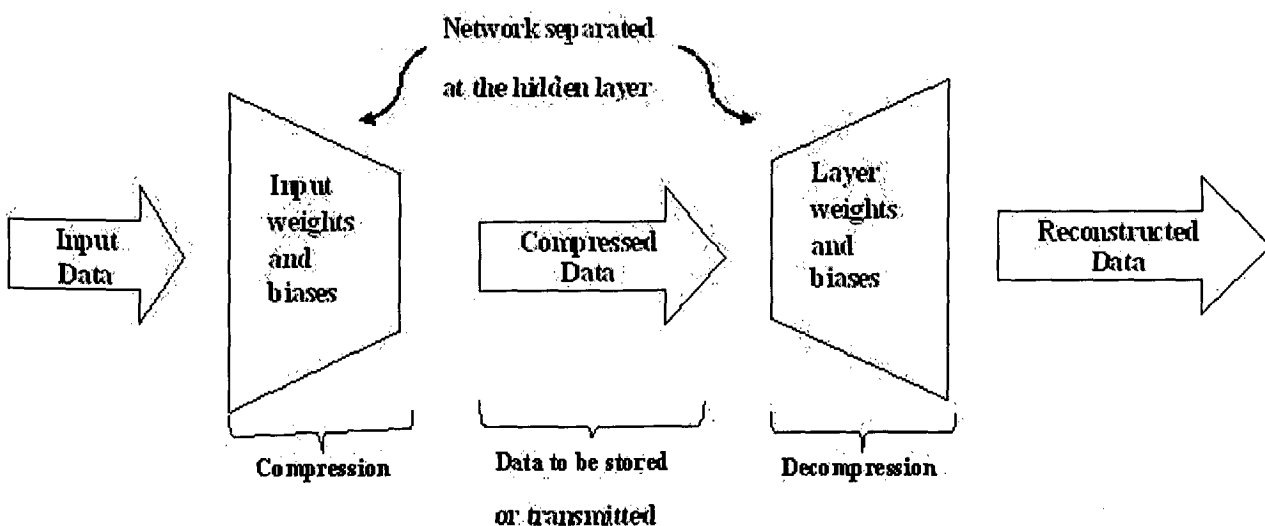 Network separated
at the hidden layer
Input
Data
Input
weights
and
biases
Compressed
Data
Layer
weights
and
biases
Reconstructed
Data
Compression
Data to be stored
or transmitted
Decompression